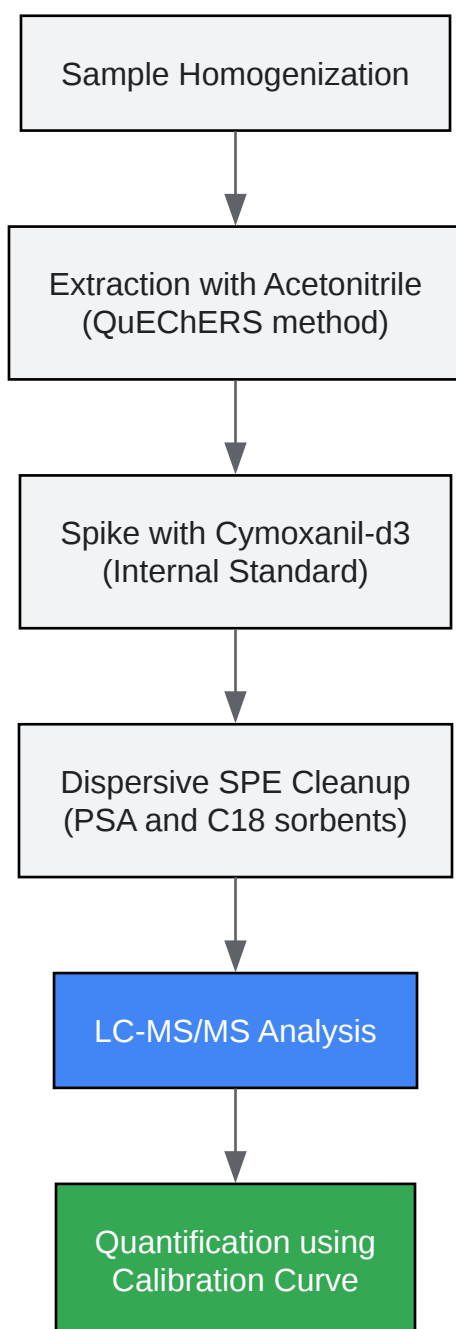 Sample Homogenization
Extraction with Acetonitrile
(QuEChERS method)
Spike with Cymoxanil-d3
(Internal Standard)
Dispersive SPE Cleanup
(PSA and C18 sorbents)
LC-MS/MS Analysis
Quantification using
Calibration Curve